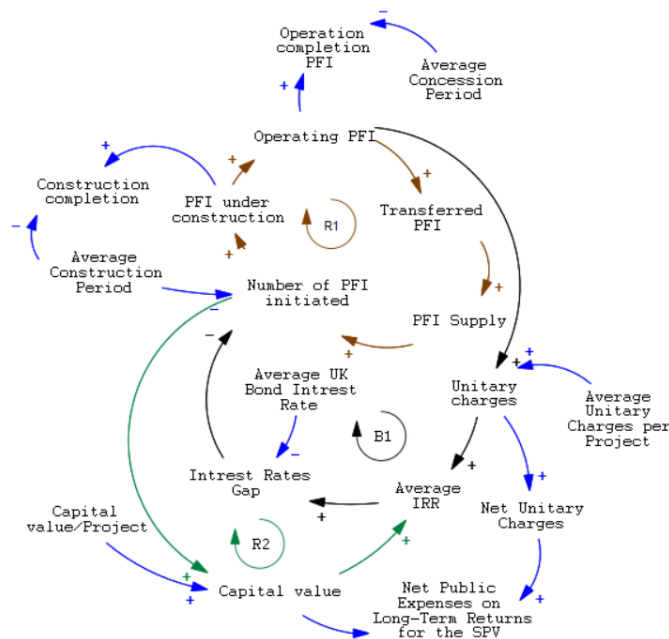 Operation
completion
PFI
Average
Concession
Period
Operating PFI
Construction
completion
PFI under
construction
R1
Transferred
PFI
Average
Construction
Period
Number of PFI
initiated
PFI Supply
Average UK
Bond Intrest
Rate
Unitary
charges
Average
Unitary
Charges per
Project
B1
Intrest Rates
Gap
Average
IRR
Net Unitary
Charges
Capital
value/Project
R2
Capital value
Net Public
Expenses on
Long-Term Returns
for the SPV